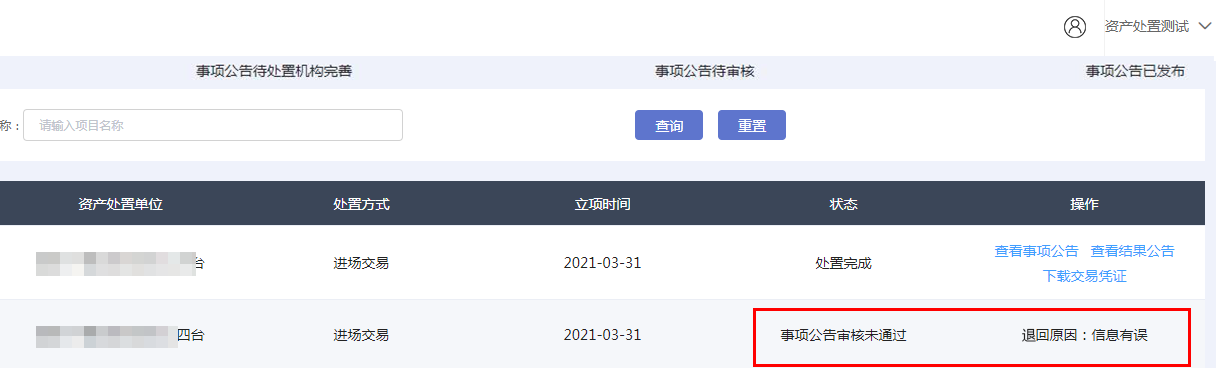 资产处置测试
事项公告待处置机构完善 事项公告待审核 事项公告已发布
称： 请输入项目名称 查询 重置
资产处置单位 处置方式 立项时间 状态 操作
台 进场交易 2021-03-31 处置完成 查看事项公告 查看结果公告
下载交易凭证
四台 进场交易 2021-03-31 事项公告审核未通过 退回原因：信息有误